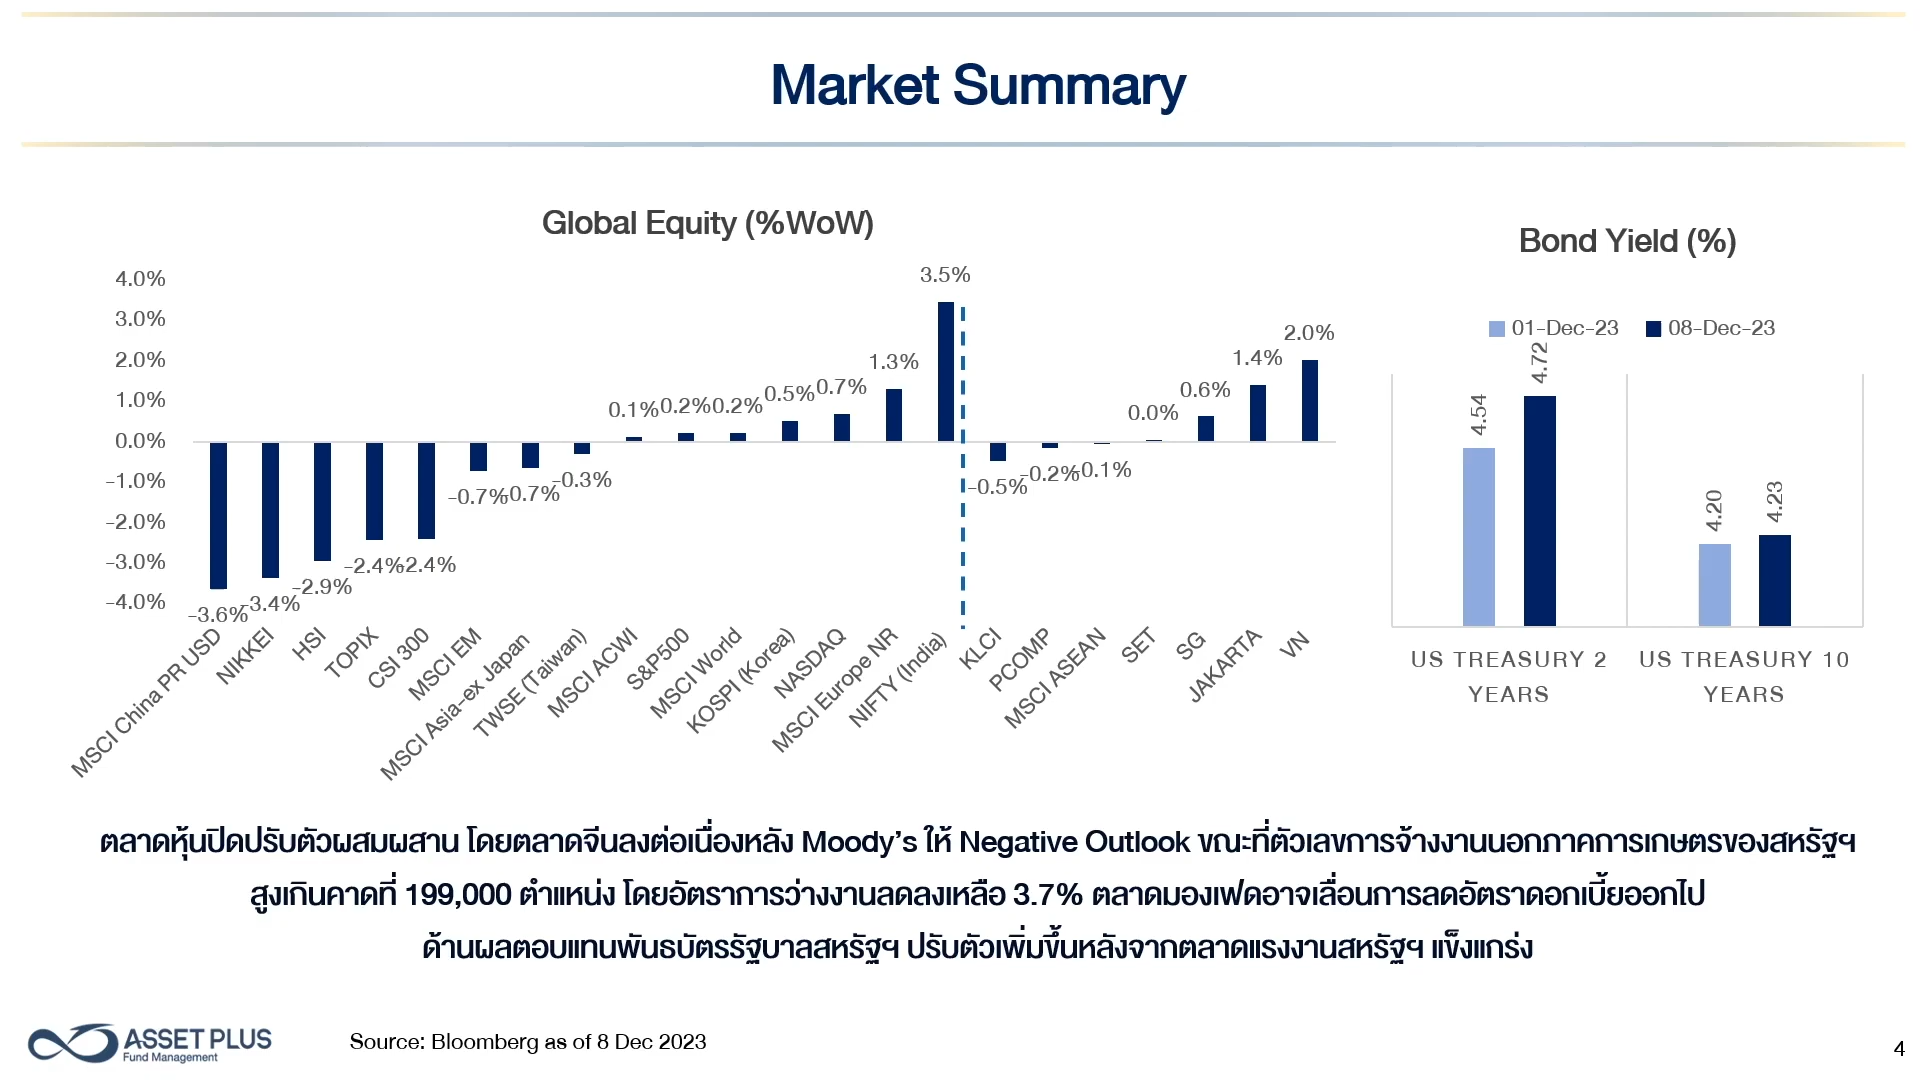 Market Summary
Global Equity (%WoW)
4.0%
3.0%
2.0%
1.0%
0.0%
-1.0%
-2.0%
-3.0%
-4.0%
-3.6%
-3.4%
-2.9%
-2.4%
-2.4%
-0.7%
-0.7%
-0.3%
0.1%
0.2%
0.2%
0.5%
0.7%
1.3%
3.5%
-0.5%
-0.2%
-0.1%
0.0%
0.6%
1.4%
2.0%
MSCI China PR USD
NIKKEI
HSI
TOPIX
CSI 300
MSCI EM
MSCI Asia-ex Japan
TWSE (Taiwan)
MSCI ACWI
S&P500
MSCI World
KOSPI (Korea)
NASDAQ
MSCI Europe NR
NIFTY (India)
KLCI
PCOMP
MSCI ASEAN
SET
SG
JAKARTA
VN
Bond Yield (%)
01-Dec-23
08-Dec-23
4.54
4.72
4.20
4.23
US TREASURY 2
YEARS
US TREASURY 10
YEARS
ตลาดหุ้นปิดปรับตัวผสมผสาน โดยตลาดจีนลงต่อเนื่องหลัง Moody's ให้ Negative Outlook ขณะที่ตัวเลขการจ้างงานนอกภาคการเกษตรของสหรัฐฯ
สูงเกินคาดที่ 199,000 ตำแหน่ง โดยอัตราการว่างงานลดลงเหลือ 3.7% ตลาดมองเฟดอาจเลื่อนการลดอัตราดอกเบี้ยออกไป
ด้านผลตอบแทนพันธบัตรรัฐบาลสหรัฐฯ ปรับตัวเพิ่มขึ้นหลังจากตลาดแรงงานสหรัฐฯ แข็งแกร่ง
ASSET PLUS
Fund Management
Source: Bloomberg as of 8 Dec 2023
4